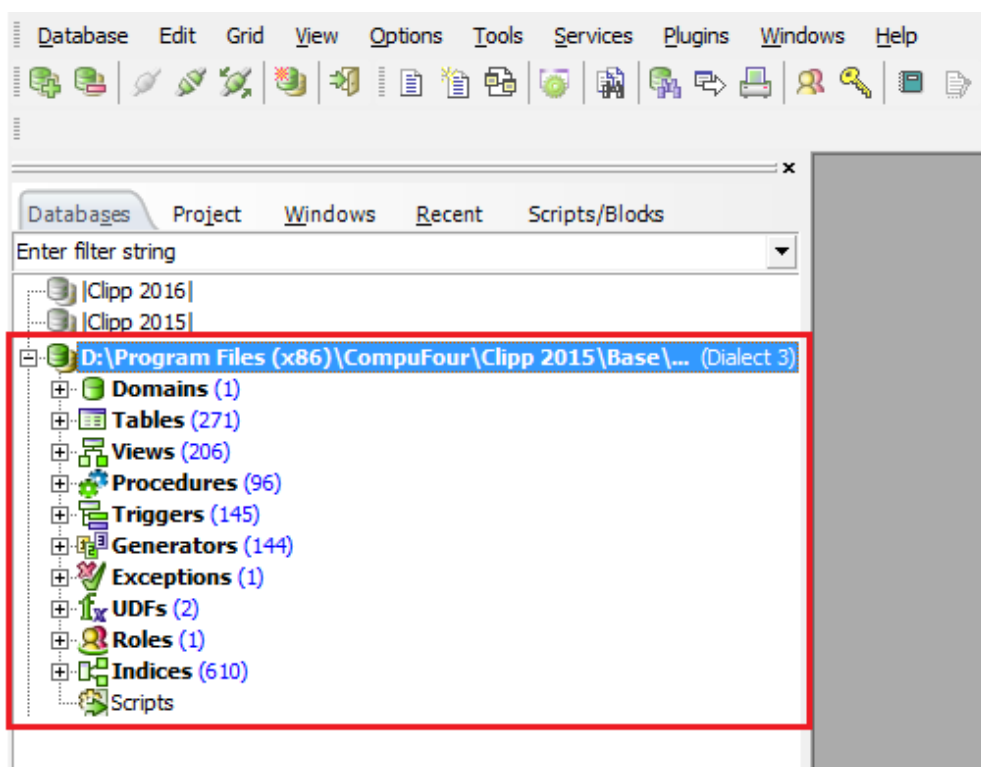 Database Edit Grid View Options Tools Services Plugins Windows Help
Databases Project Windows Recent Scripts/Blocks
Enter filter string
|Clipp 2016|
|Clipp 2015|
D:\Program Files (x86)\CompuFour\Clipp 2015\Base\... (Dialect 3)
Domains (1)
Tables (271)
Views (206)
Procedures (96)
Triggers (145)
Generators (144)
Exceptions (1)
UDFs (2)
Roles (1)
Indices (610)
Scripts